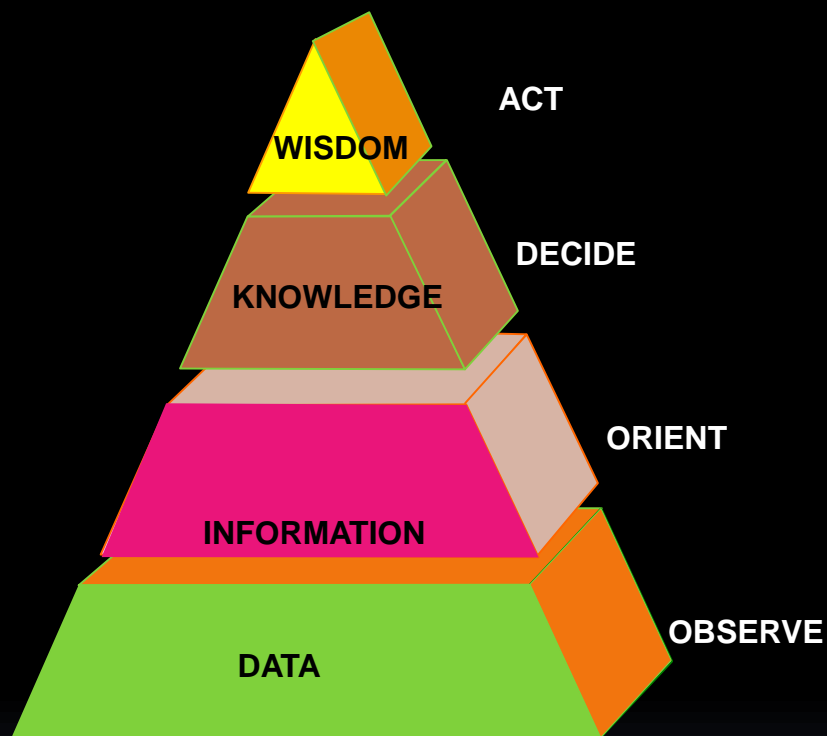 ACT
WISDOM
DECIDE
KNOWLEDGE
ORIENT
INFORMATION
OBSERVE
DATA